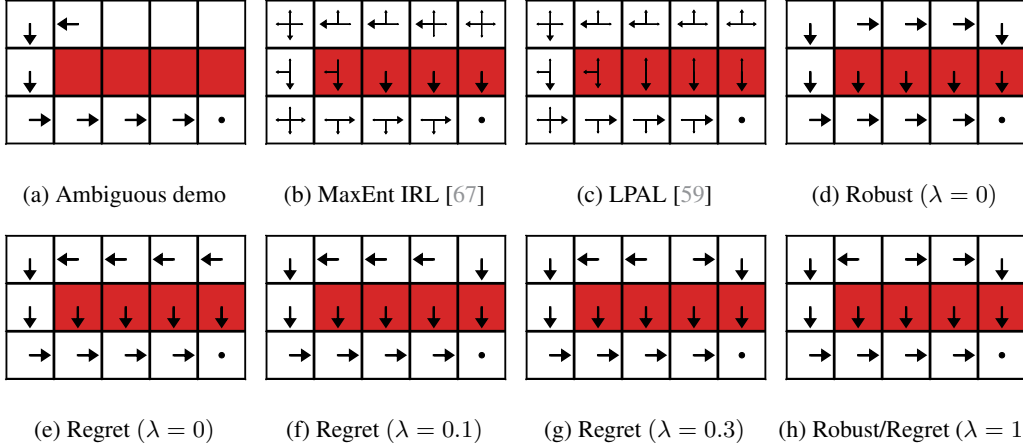 (a) Ambiguous demo
(b) MaxEnt IRL [67]
(c) LPAL [59]
(d) Robust (λ = 0)
(e) Regret (λ = 0)
(f) Regret (λ = 0.1)
(g) Regret (λ = 0.3)
(h) Robust/Regret (λ = 1